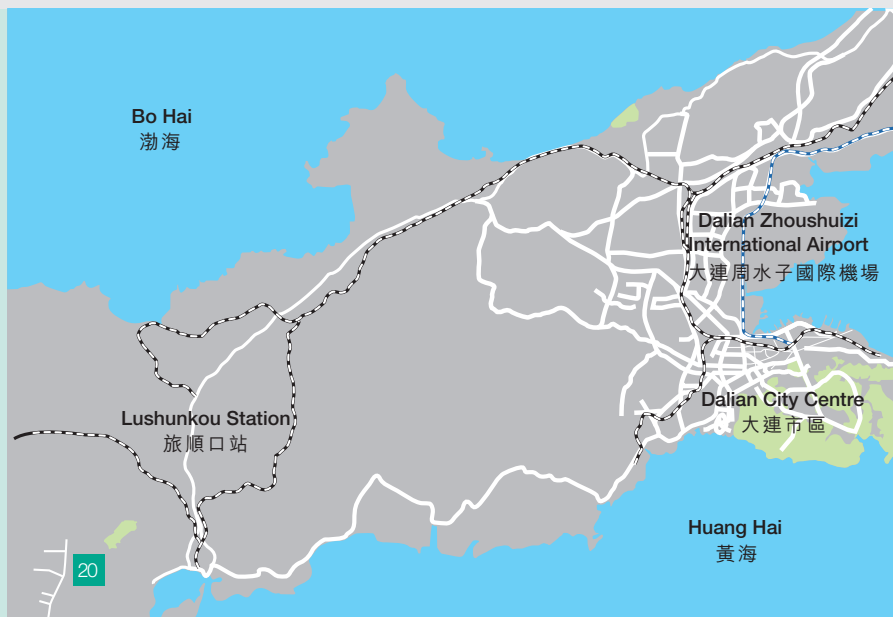 Bo Hai
渤海
Dalian Zhoushuizi
International Airport
大連周水子國際機場
Dalian City Centre
大連市區
Lushunkou Station
旅順口站
Huang Hai
黃海
20